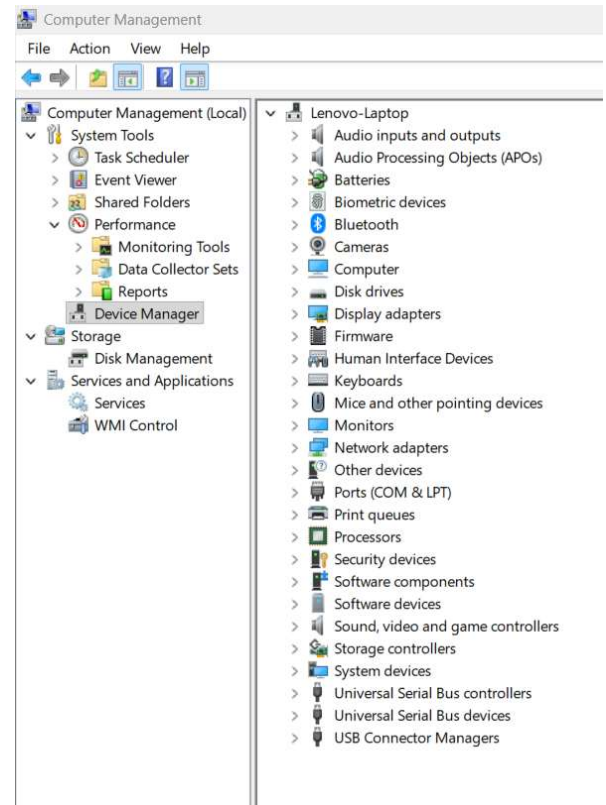 Computer Management
File Action View Help
Computer Management (Local)
System Tools
Task Scheduler
Event Viewer
Shared Folders
Performance
Monitoring Tools
Data Collector Sets
Reports
Device Manager
Storage
Disk Management
Services and Applications
Services
WMI Control
Lenovo-Laptop
Audio inputs and outputs
Audio Processing Objects (APOs)
Batteries
Biometric devices
Bluetooth
Cameras
Computer
Disk drives
Display adapters
Firmware
Human Interface Devices
Keyboards
Mice and other pointing devices
Monitors
Network adapters
Other devices
Ports (COM & LPT)
Print queues
Processors
Security devices
Software components
Software devices
Sound, video and game controllers
Storage controllers
System devices
Universal Serial Bus controllers
Universal Serial Bus devices
USB Connector Managers